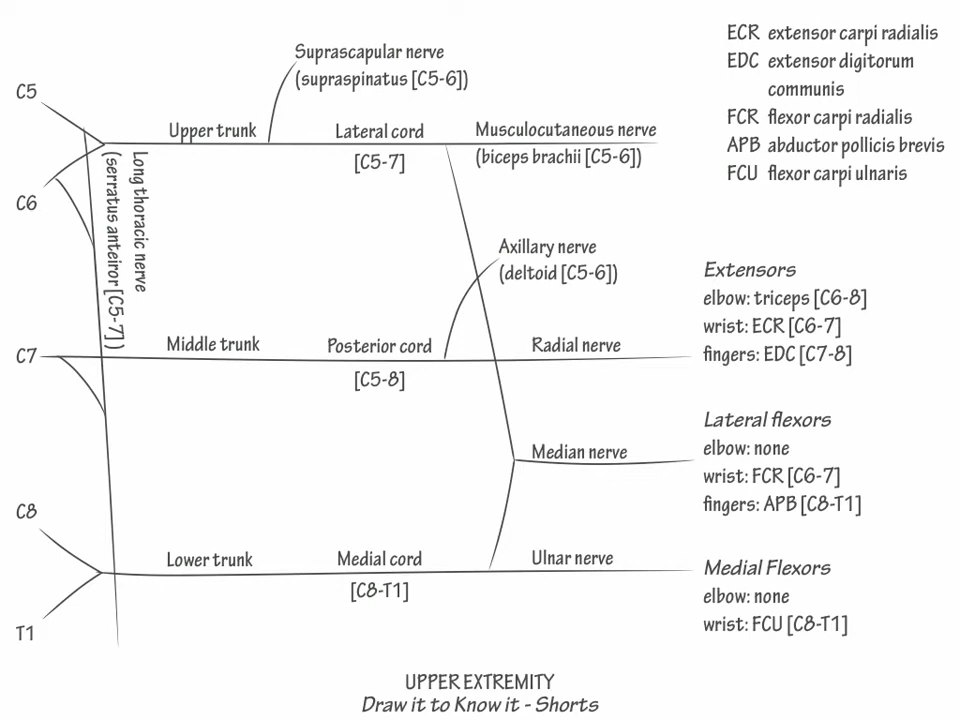 ECR extensor carpi radialis
EDC extensor digitorum
communis
FCR flexor carpi radialis
APB abductor pollicis brevis
FCU flexor carpi ulnaris
Suprascapular nerve
(supraspinatus [C5-6])
C5
Upper trunk
Lateral cord
[C5-7]
Musculocutaneous nerve
(biceps brachii [C5-6])
C6
Long thoracic nerve
(serratus anteiror [C5-7])
Axillary nerve
(deltoid [C5-6])
Extensors
elbow: triceps [C6-8]
wrist: ECR [C6-7]
fingers: EDC [C7-8]
C7
Middle trunk
Posterior cord
[C5-8]
Radial nerve
Lateral flexors
elbow: none
wrist: FCR [C6-7]
fingers: APB [C8-T1]
Median nerve
C8
Lower trunk
Medial cord
[C8-T1]
Ulnar nerve
Medial Flexors
elbow: none
wrist: FCU [C8-T1]
T1
UPPER EXTREMITY
Draw it to Know it - Shorts